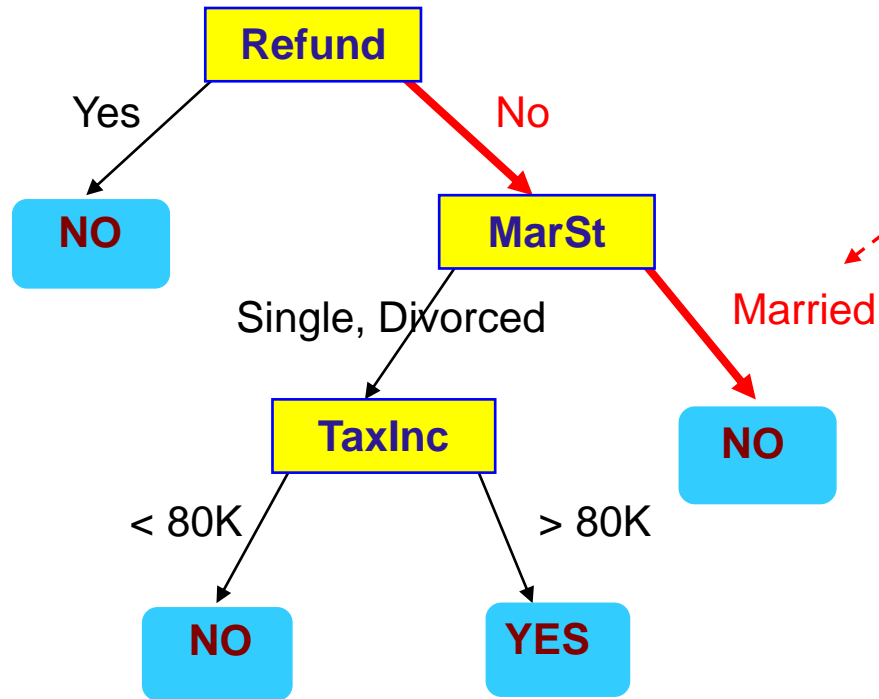 Refund
Yes
No
NO
MarSt
Single, Divorced
Married
TaxInc
NO
< 80K
> 80K
NO
YES